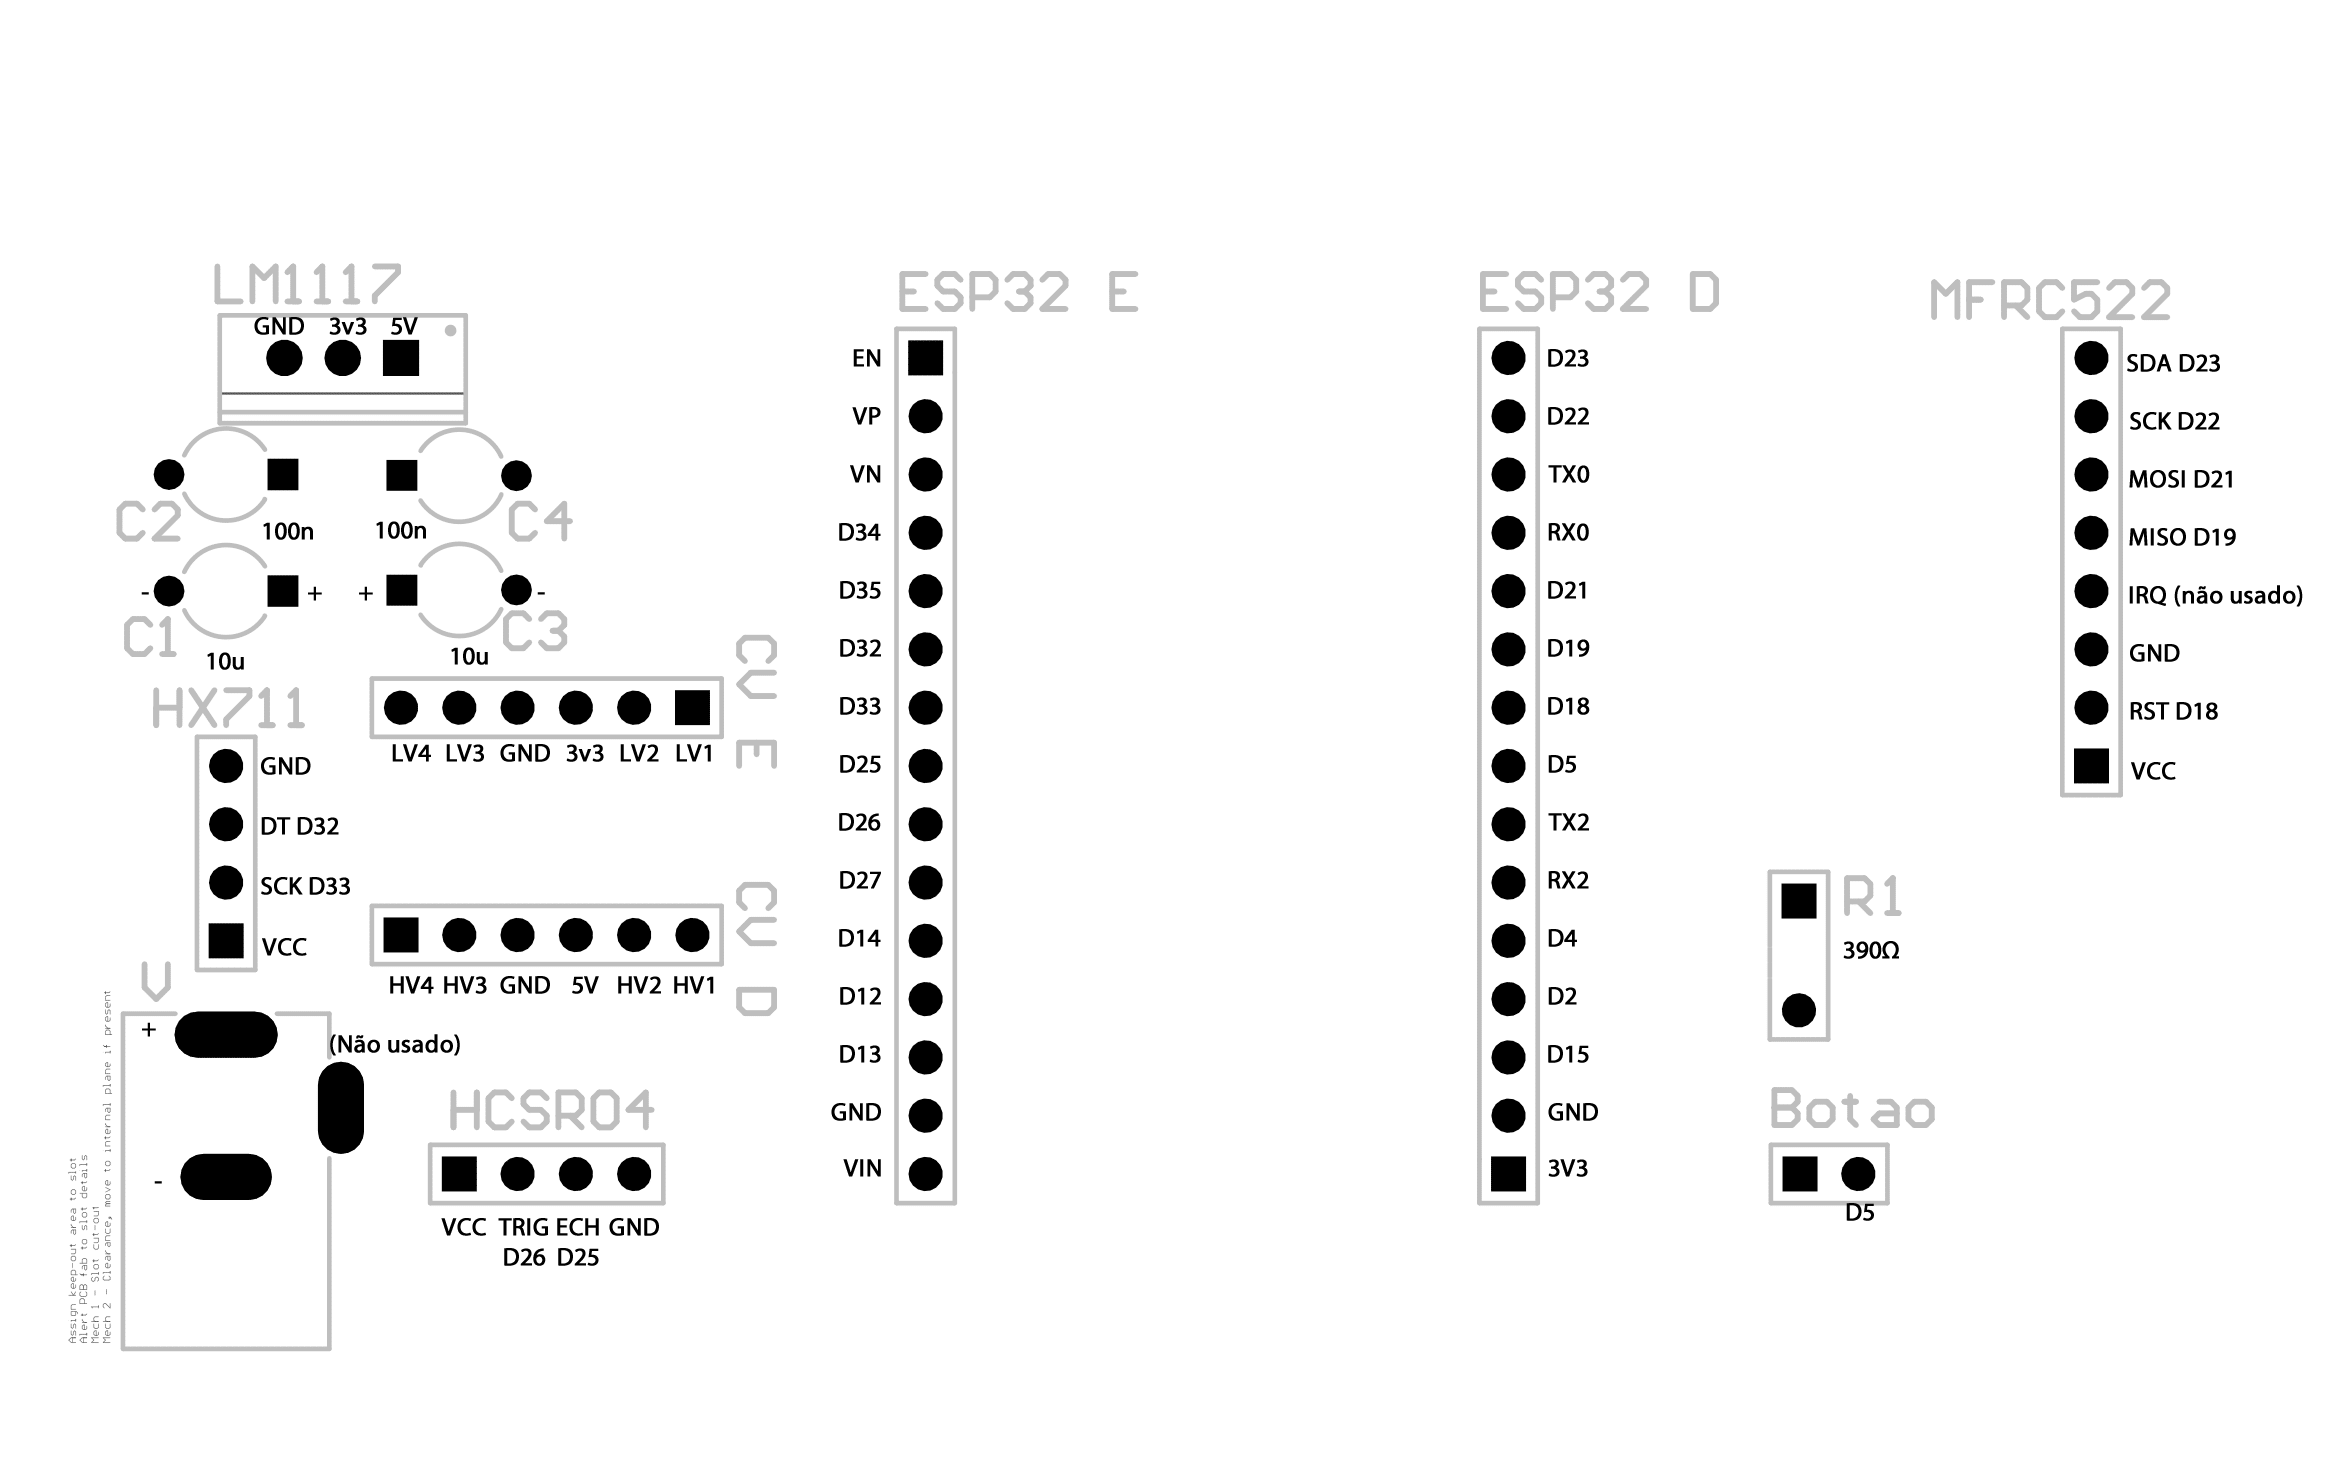 LM1117
GND 3v3 5V
C2
100n
100n
C4
-
+
+
-
C1
10u
10u
C3
HX711
GND
DT D32
SCK D33
VCC
CV E
LV4 LV3 GND 3v3 LV2 LV1
CV D
HV4 HV3 GND 5V HV2 HV1
V
+
(Não usado)
-
Assign keep-out area to slot
Alert PCB fab to slot details
Mech 1 - Slot cut-out
Mech 2 - Clearance, move to internal plane if present
HCSR04
VCC TRIG ECH GND
D26 D25
ESP32 E
EN
VP
VN
D34
D35
D32
D33
D25
D26
D27
D14
D12
D13
GND
VIN
ESP32 D
D23
D22
TX0
RX0
D21
D19
D18
D5
TX2
RX2
D4
D2
D15
GND
3V3
MFRC522
SDA D23
SCK D22
MOSI D21
MISO D19
IRQ (não usado)
GND
RST D18
VCC
R1
390Ω
Botao
D5